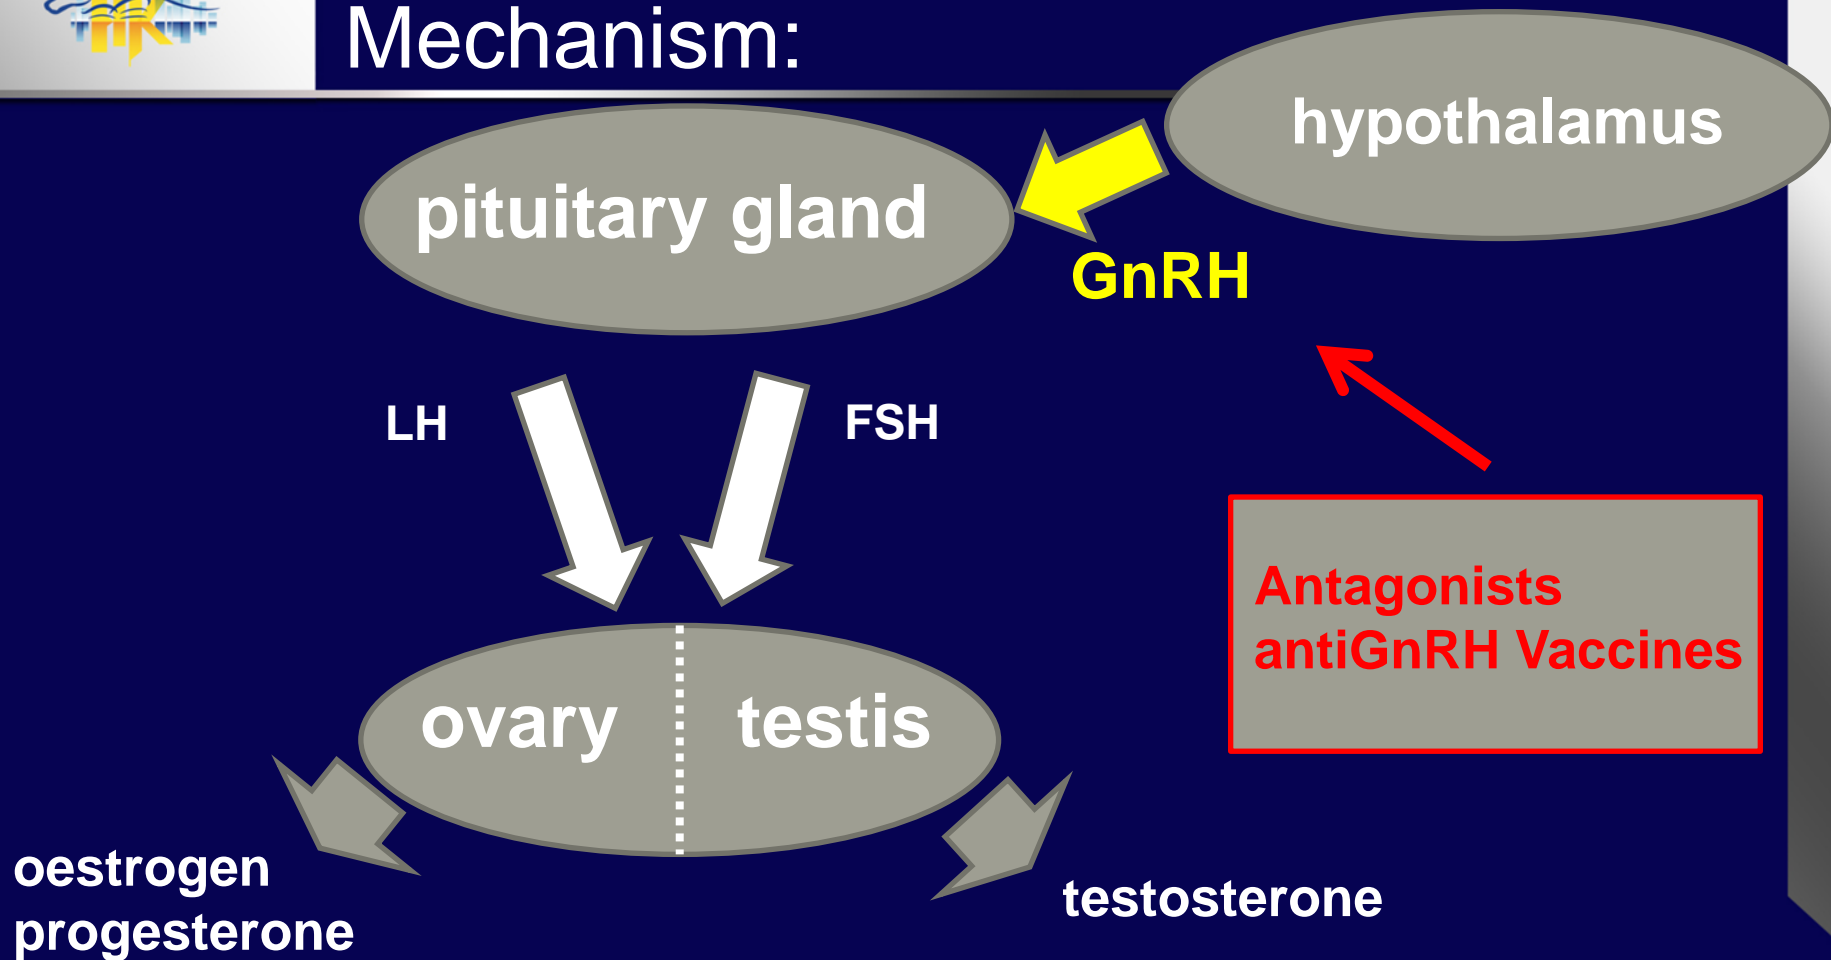 Mechanism:
hypothalamus
pituitary gland
GnRH
LH
FSH
Antagonists
antiGnRH Vaccines
ovary
testis
oestrogen
progesterone
testosterone